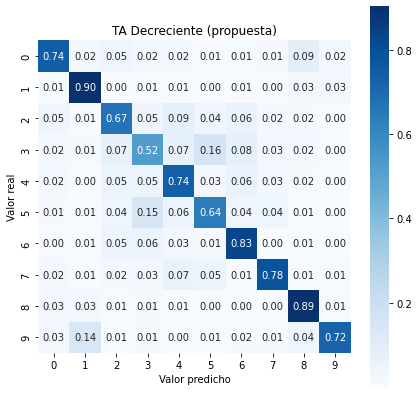 TA Decreciente (propuesta)
0 0.74 0.02 0.05 0.02 0.02 0.01 0.01 0.01 0.09 0.02
1 0.01 0.90 0.00 0.01 0.01 0.00 0.01 0.00 0.03 0.03
2 0.05 0.01 0.67 0.05 0.09 0.04 0.06 0.02 0.02 0.00
3 0.02 0.01 0.07 0.52 0.07 0.16 0.08 0.03 0.02 0.00
4 0.02 0.00 0.05 0.05 0.74 0.03 0.06 0.03 0.02 0.00
5 0.01 0.01 0.04 0.15 0.06 0.64 0.04 0.04 0.01 0.00
6 0.00 0.01 0.05 0.06 0.03 0.01 0.83 0.00 0.01 0.00
7 0.02 0.01 0.02 0.03 0.07 0.05 0.01 0.78 0.01 0.01
8 0.03 0.03 0.01 0.01 0.01 0.00 0.00 0.00 0.89 0.01
9 0.03 0.14 0.01 0.01 0.00 0.01 0.02 0.01 0.04 0.72
0 1 2 3 4 5 6 7 8 9
Valor predicho
Valor real
0.8
0.6
0.4
0.2